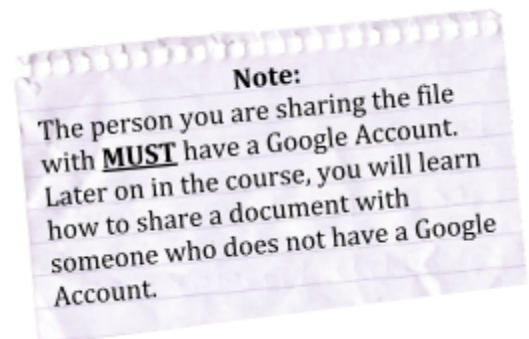 Note:
The person you are sharing the file
with MUST have a Google Account.
Later on in the course, you will learn
how to share a document with
someone who does not have a Google
Account.